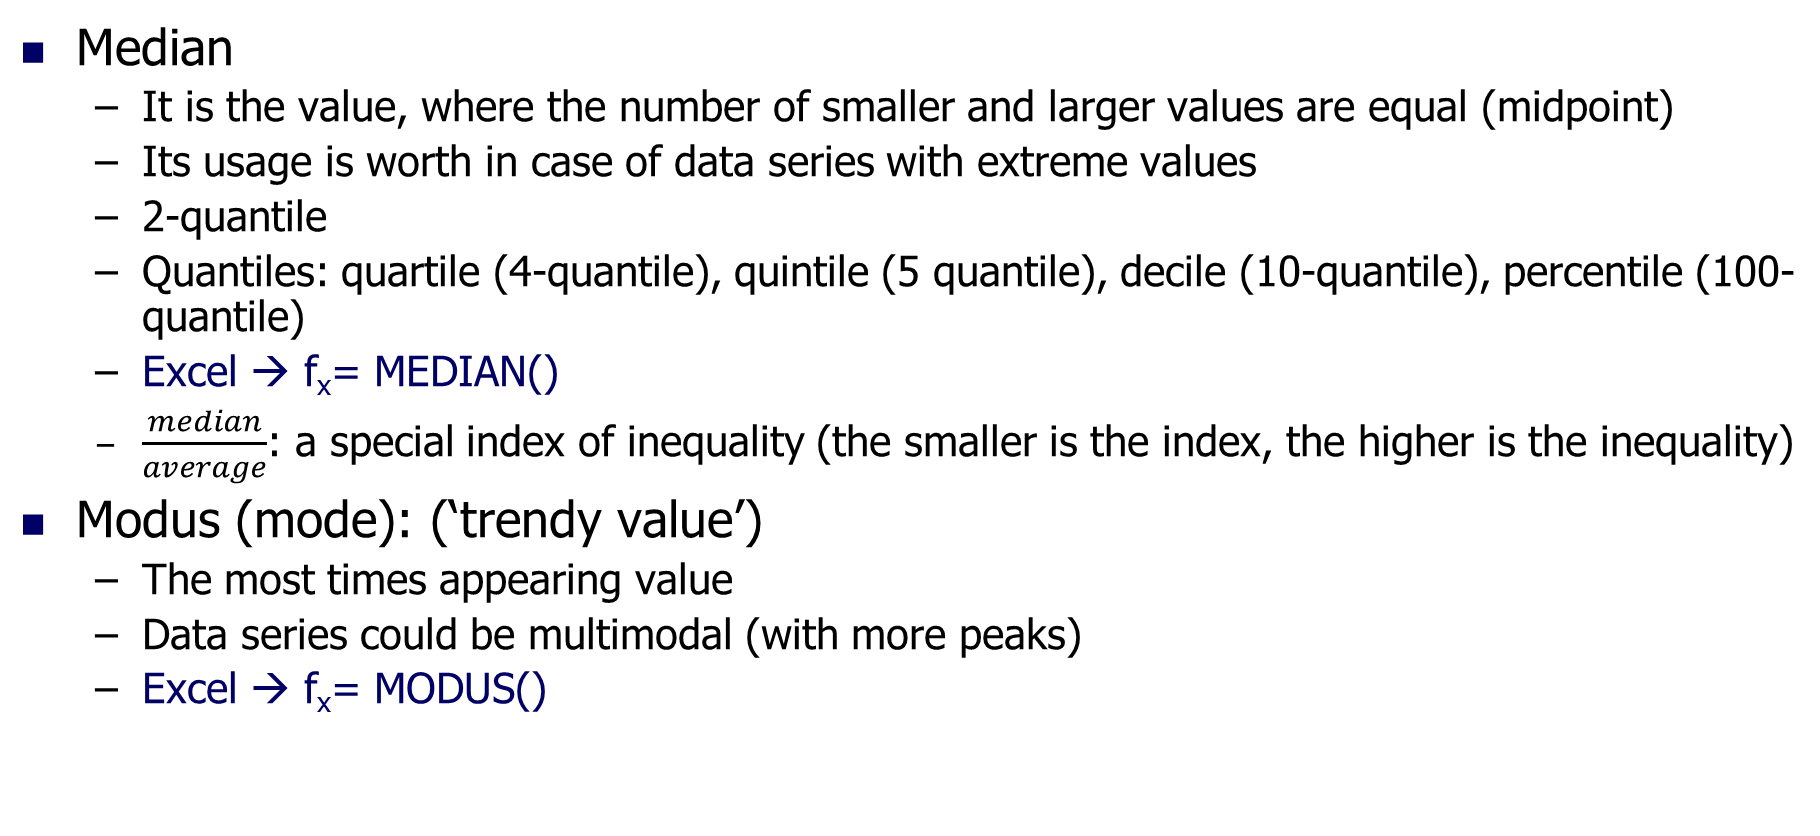 ■ Median
– It is the value, where the number of smaller and larger values are equal (midpoint)
– Its usage is worth in case of data series with extreme values
– 2-quantile
– Quantiles: quartile (4-quantile), quintile (5 quantile), decile (10-quantile), percentile (100-
quantile)
– Excel → fx= MEDIAN()
– median/average: a special index of inequality (the smaller is the index, the higher is the inequality)
■ Modus (mode): (‘trendy value’)
– The most times appearing value
– Data series could be multimodal (with more peaks)
– Excel → fx= MODUS()